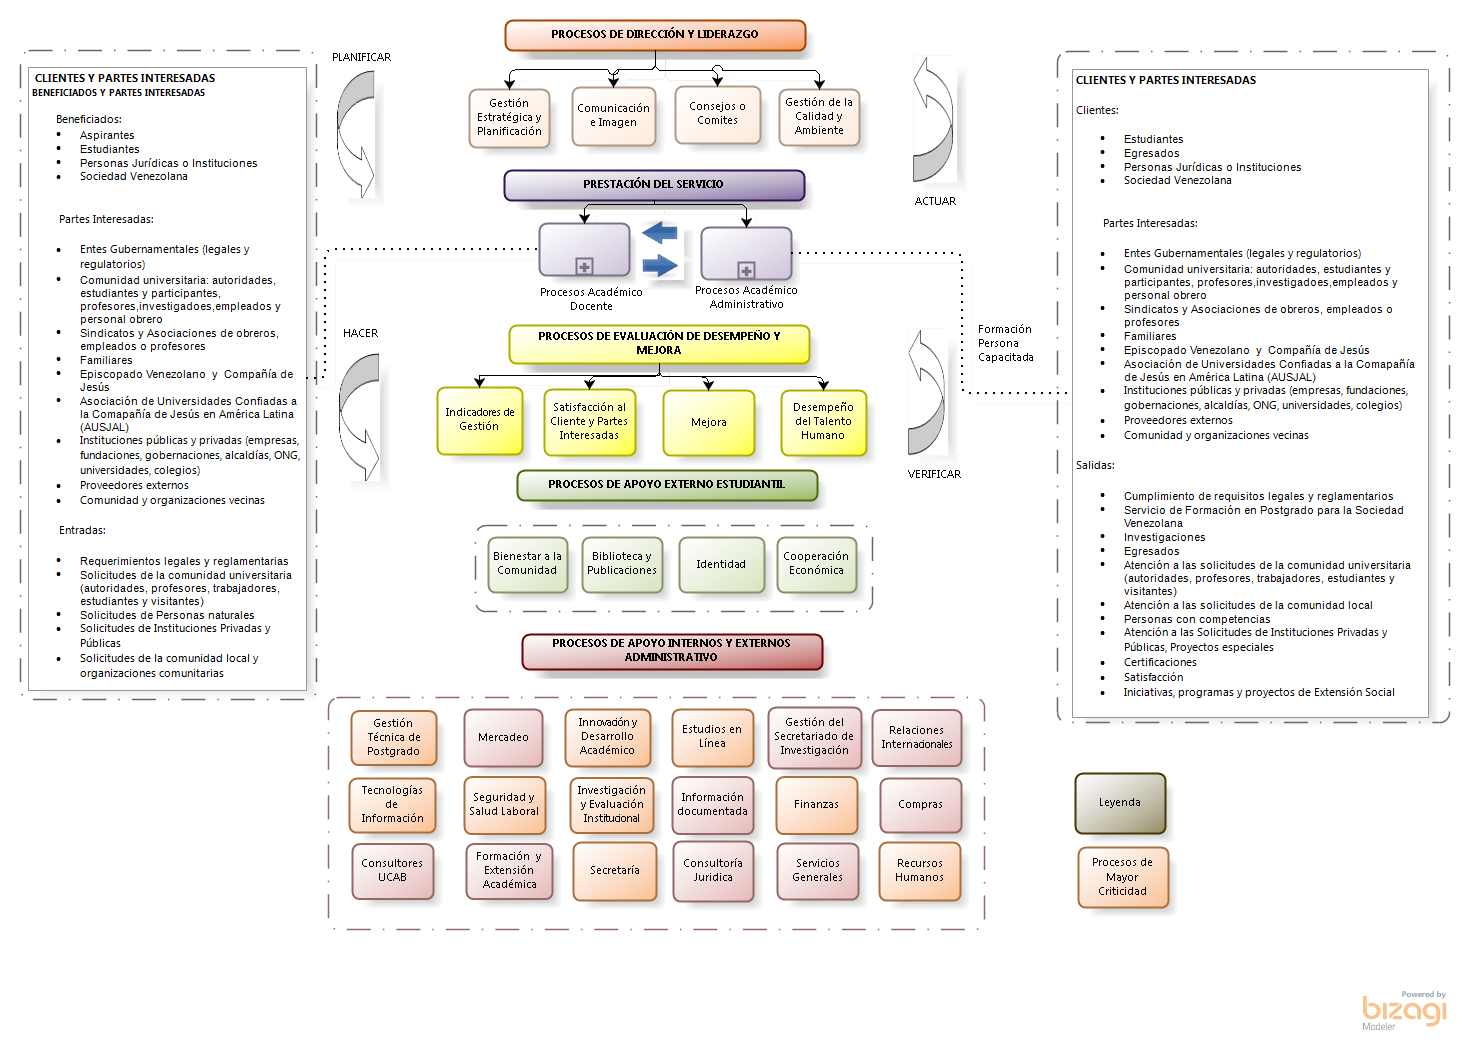 PROCESOS DE DIRECCIÓN Y LIDERAZGO
PLANIFICAR
Gestión
Estratégica y
Planificación
Comunicación
e Imagen
Consejos o
Comites
Gestión de la
Calidad y
Ambiente
ACTUAR
CLIENTES Y PARTES INTERESADAS
BENEFICIADOS Y PARTES INTERESADAS
Beneficiados:
• Aspirantes
• Estudiantes
• Personas Jurídicas o Instituciones
• Sociedad Venezolana
Partes Interesadas:
• Entes Gubernamentales (legales y
regulatorios)
• Comunidad universitaria: autoridades,
estudiantes y participantes,
profesores,investigadoes,empleados y
personal obrero
• Sindicatos y Asociaciones de obreros,
empleados o profesores
• Familiares
• Episcopado Venezolano y Compañía de
Jesús
• Asociación de Universidades Confiadas a
la Comapañía de Jesús en América Latina
(AUSJAL)
• Instituciones públicas y privadas (empresas,
fundaciones, gobernaciones, alcaldías, ONG,
universidades, colegios)
• Proveedores externos
• Comunidad y organizaciones vecinas
Entradas:
• Requerimientos legales y reglamentarias
• Solicitudes de la comunidad universitaria
(autoridades, profesores, trabajadores,
estudiantes y visitantes)
• Solicitudes de Personas naturales
• Solicitudes de Instituciones Privadas y
Públicas
• Solicitudes de la comunidad local y
organizaciones comunitarias
PRESTACIÓN DEL SERVICIO
Procesos Académico
Docente
Procesos Académico
Administrativo
HACER
PROCESOS DE EVALUACIÓN DE DESEMPEÑO Y
MEJORA
Indicadores de
Gestión
Satisfacción al
Cliente y Partes
Interesadas
Mejora
Desempeño
del Talento
Humano
VERIFICAR
Formación
Persona
Capacitada
PROCESOS DE APOYO EXTERNO ESTUDIANTIL
Bienestar a la
Comunidad
Biblioteca y
Publicaciones
Identidad
Cooperación
Económica
PROCESOS DE APOYO INTERNOS Y EXTERNOS
ADMINISTRATIVO
Gestión
Técnica de
Postgrado
Mercadeo
Innovación y
Desarrollo
Académico
Estudios en
Línea
Gestión del
Secretariado de
Investigación
Relaciones
Internacionales
Tecnologías
de
Información
Seguridad y
Salud Laboral
Investigación
y Evaluación
Institucional
Información
documentada
Finanzas
Compras
Consultores
UCAB
Formación y
Extensión
Académica
Secretaría
Consultoría
Juridica
Servicios
Generales
Recursos
Humanos
CLIENTES Y PARTES INTERESADAS
Clientes:
• Estudiantes
• Egresados
• Personas Jurídicas o Instituciones
• Sociedad Venezolana
Partes Interesadas:
• Entes Gubernamentales (legales y regulatorios)
• Comunidad universitaria: autoridades, estudiantes y
participantes, profesores,investigadoes,empleados y
personal obrero
• Sindicatos y Asociaciones de obreros, empleados o
profesores
• Familiares
• Episcopado Venezolano y Compañía de Jesús
• Asociación de Universidades Confiadas a la Comapañía
de Jesús en América Latina (AUSJAL)
• Instituciones públicas y privadas (empresas, fundaciones,
gobernaciones, alcaldías, ONG, universidades, colegios)
• Proveedores externos
• Comunidad y organizaciones vecinas
Salidas:
• Cumplimiento de requisitos legales y reglamentarios
• Servicio de Formación en Postgrado para la Sociedad
Venezolana
• Investigaciones
• Egresados
• Atención a las solicitudes de la comunidad universitaria
(autoridades, profesores, trabajadores, estudiantes y
visitantes)
• Atención a las solicitudes de la comunidad local
• Personas con competencias
• Atención a las Solicitudes de Instituciones Privadas y
Públicas, Proyectos especiales
• Certificaciones
• Satisfacción
• Iniciativas, programas y proyectos de Extensión Social
Leyenda
Procesos de
Mayor
Criticidad
Powered by
bizagi
Modeler